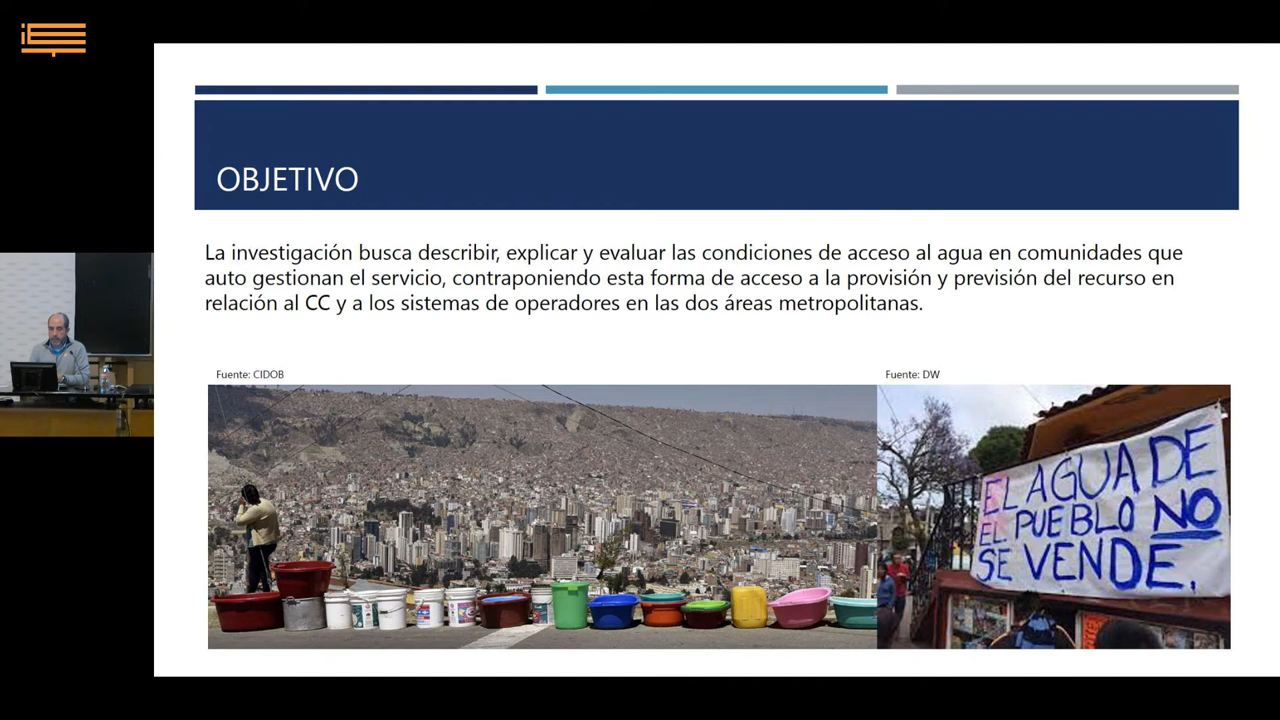 OBJETIVO
La investigación busca describir, explicar y evaluar las condiciones de acceso al agua en comunidades que
auto gestionan el servicio, contraponiendo esta forma de acceso a la provisión y previsión del recurso en
relación al CC y a los sistemas de operadores en las dos áreas metropolitanas.
Fuente: CIDOB
Fuente: DW
EL AGUA DE
EL PUEBLO NO
SE VENDE.